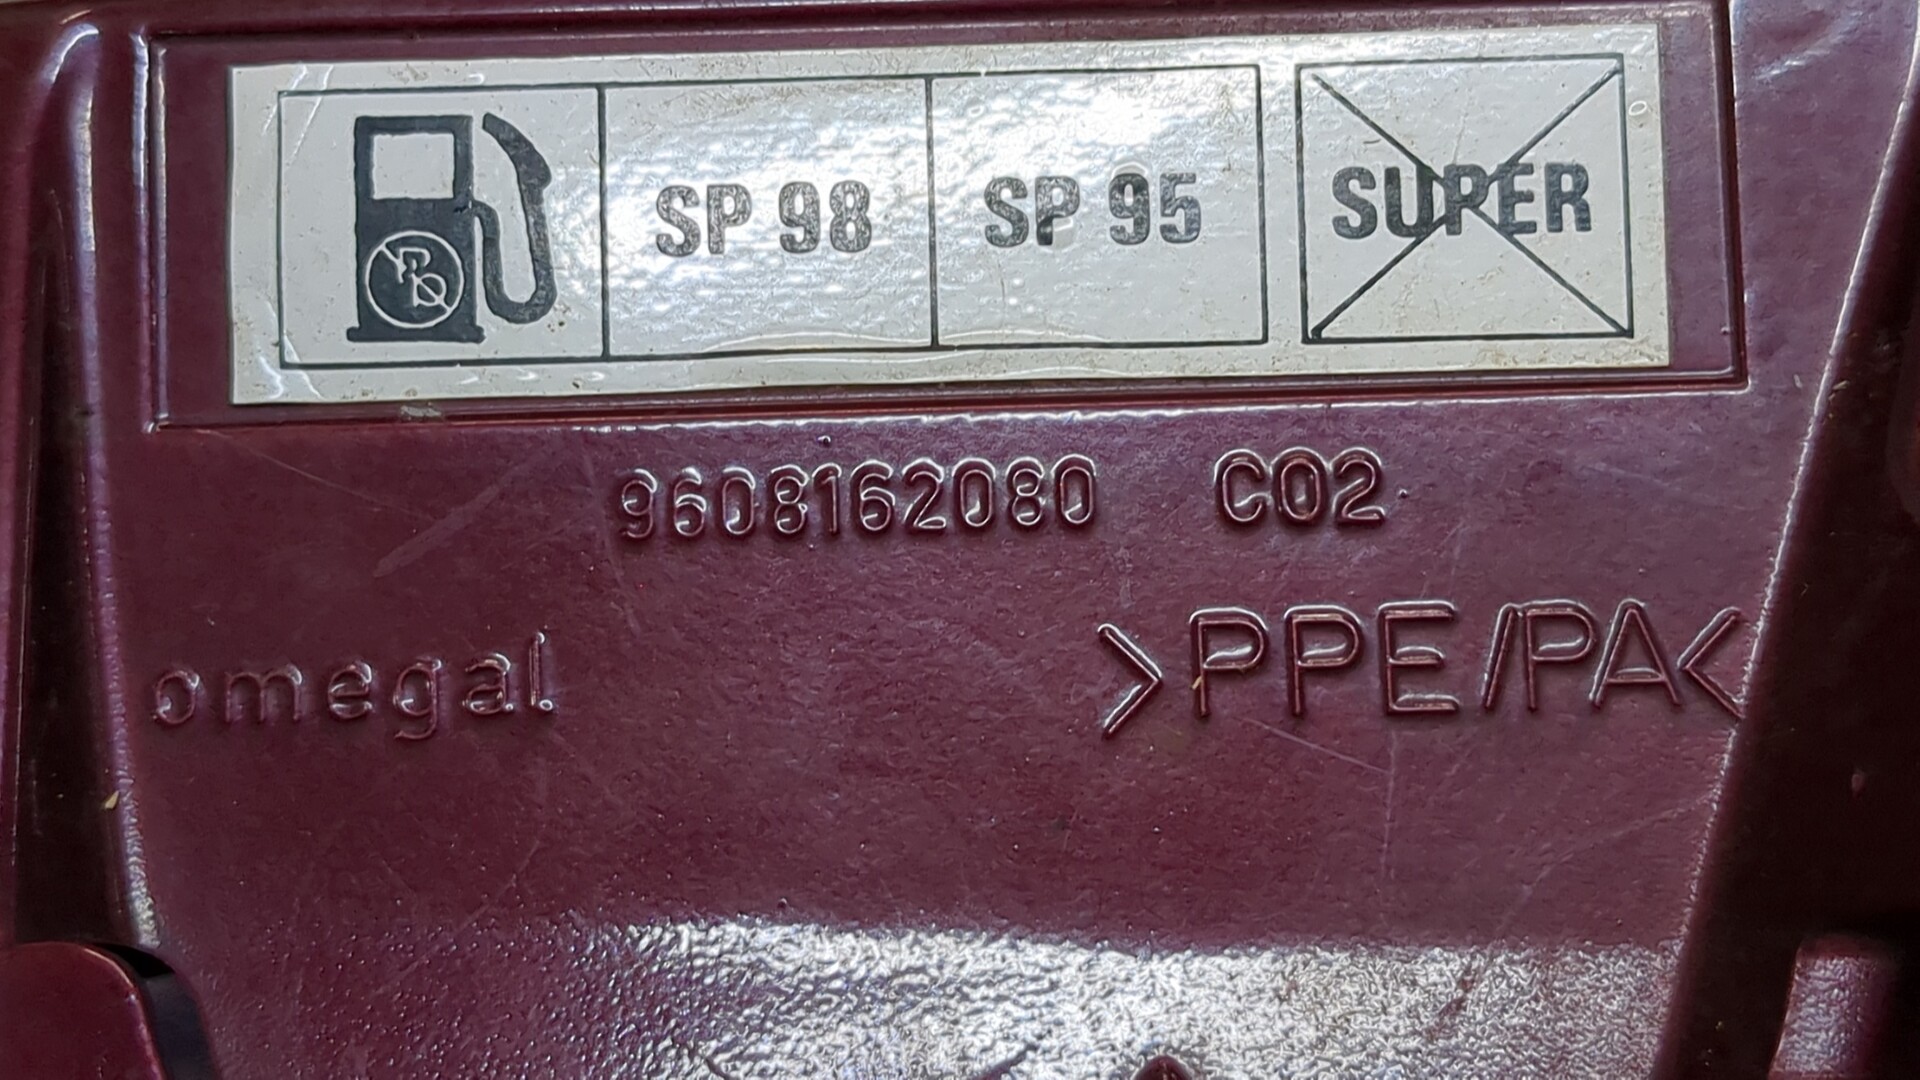 Pb SP 98 SP 95 SUPER
9608162080 C02
omegal >PPE/PA<